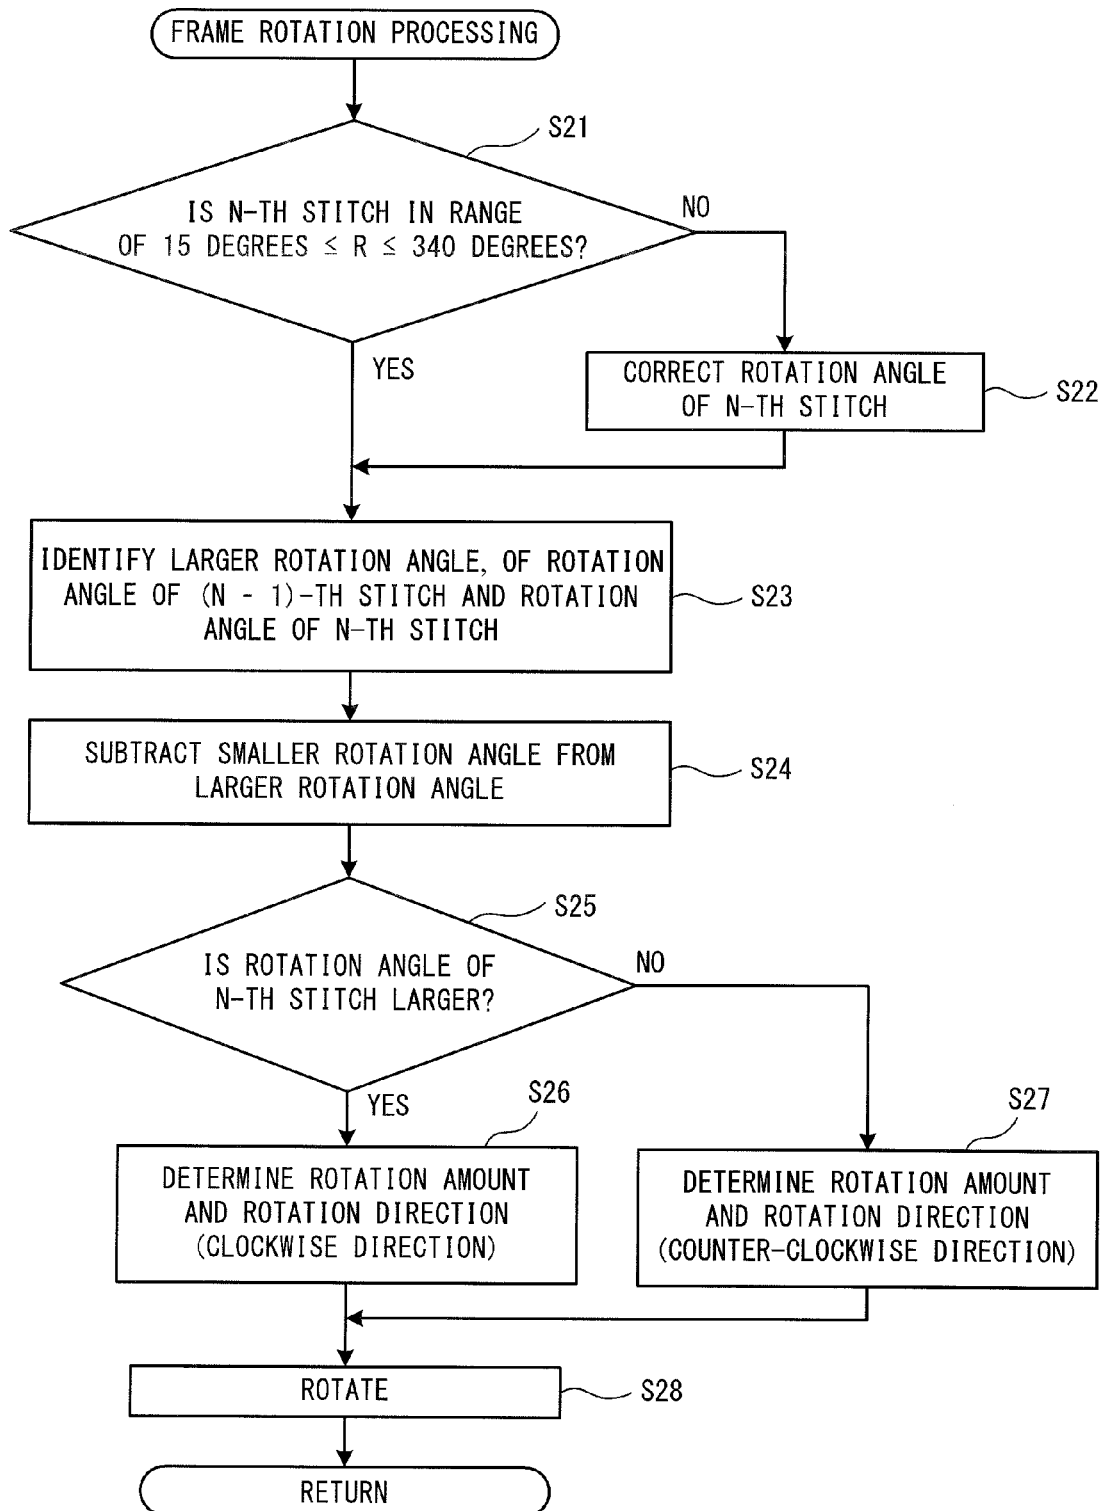 FRAME ROTATION PROCESSING
S21
IS N-TH STITCH IN RANGE
OF 15 DEGREES ≤ R ≤ 340 DEGREES?
NO
YES
CORRECT ROTATION ANGLE
OF N-TH STITCH
S22
IDENTIFY LARGER ROTATION ANGLE, OF ROTATION
ANGLE OF (N - 1)-TH STITCH AND ROTATION
ANGLE OF N-TH STITCH
S23
SUBTRACT SMALLER ROTATION ANGLE FROM
LARGER ROTATION ANGLE
S24
S25
IS ROTATION ANGLE OF
N-TH STITCH LARGER?
NO
YES
S26
S27
DETERMINE ROTATION AMOUNT
AND ROTATION DIRECTION
(CLOCKWISE DIRECTION)
DETERMINE ROTATION AMOUNT
AND ROTATION DIRECTION
(COUNTER-CLOCKWISE DIRECTION)
ROTATE
S28
RETURN